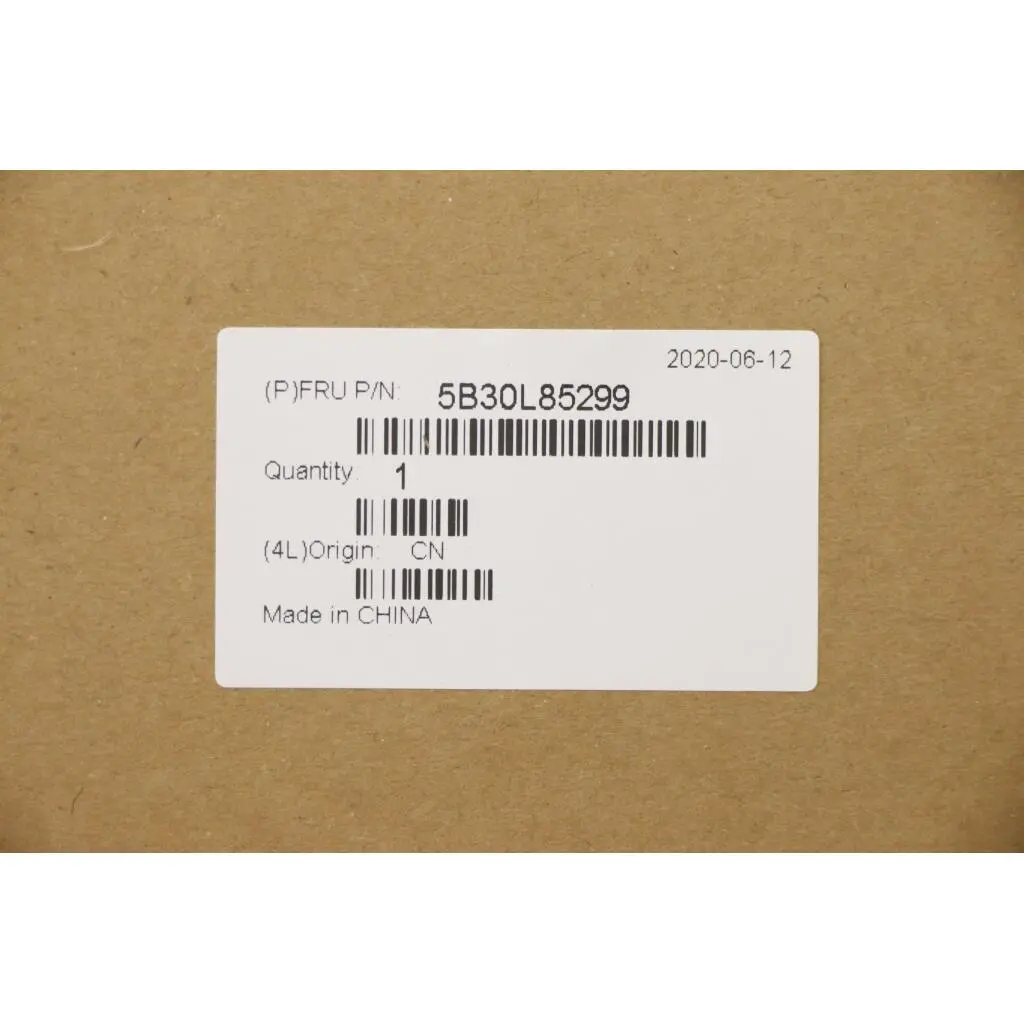 2020-06-12
(P)FRU P/N: 5B30L85299
Quantity: 1
(4L)Origin: CN
Made in CHINA